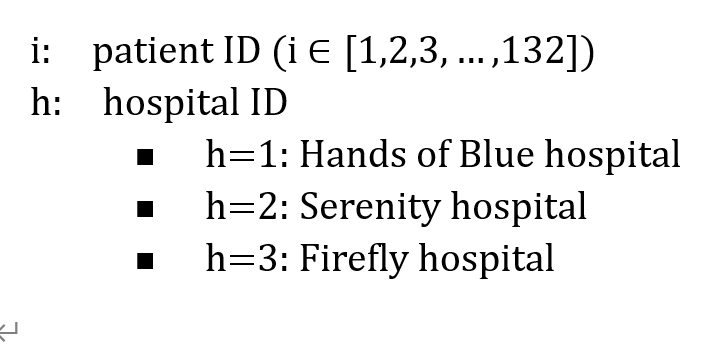 i: patient ID (i ∈ [1,2,3, … ,132])
h: hospital ID
▪ h=1: Hands of Blue hospital
▪ h=2: Serenity hospital
▪ h=3: Firefly hospital